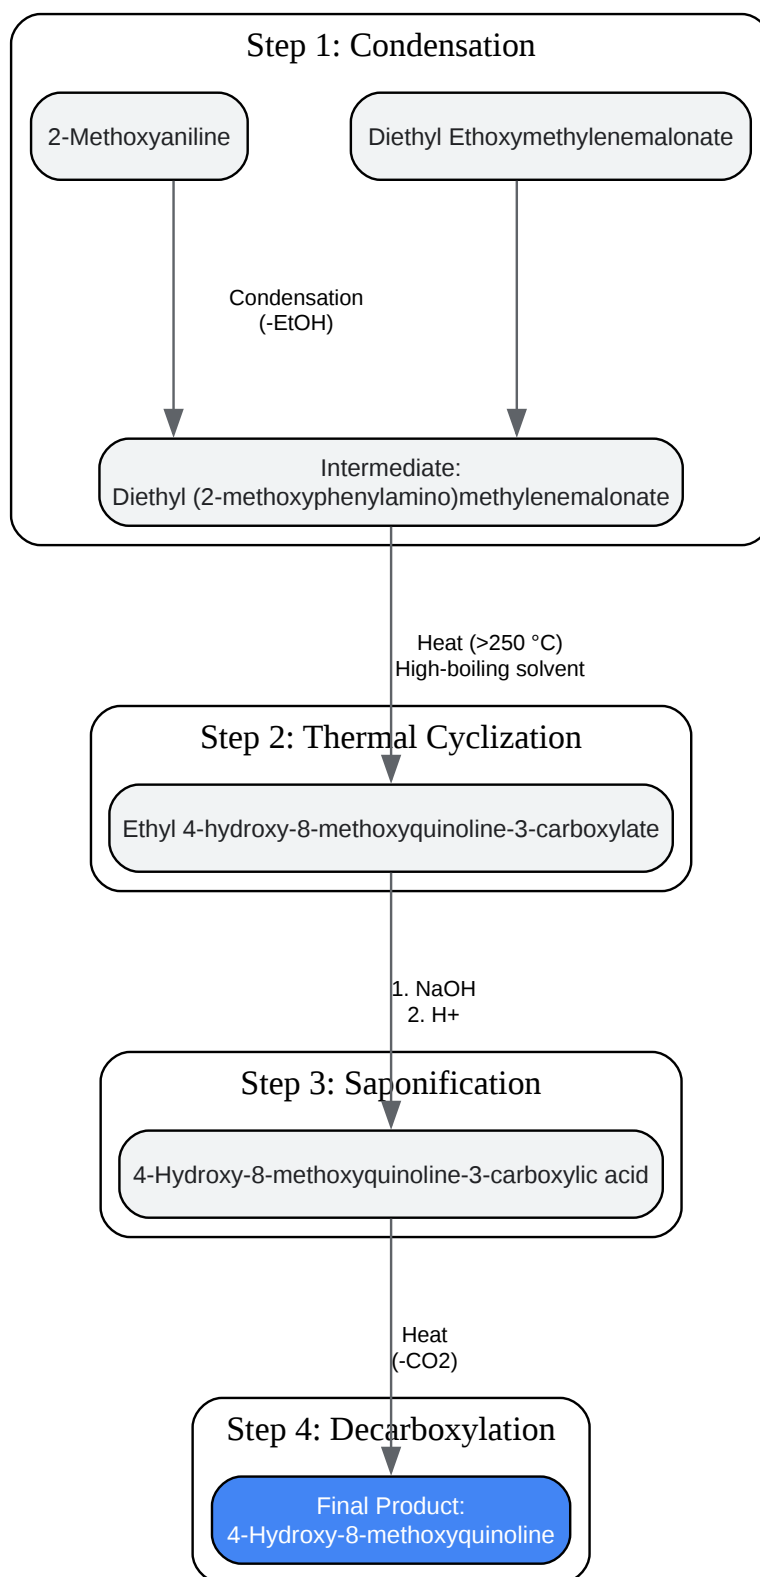 Step 1: Condensation
2-Methoxyaniline
Diethyl Ethoxymethylenemalonate
Condensation
(-EtOH)
Intermediate:
Diethyl (2-methoxyphenylamino)methylenemalonate
Heat (>250 °C)
High-boiling solvent
Step 2: Thermal Cyclization
Ethyl 4-hydroxy-8-methoxyquinoline-3-carboxylate
1. NaOH
2. H+
Step 3: Saponification
4-Hydroxy-8-methoxyquinoline-3-carboxylic acid
Heat
(-CO2)
Step 4: Decarboxylation
Final Product:
4-Hydroxy-8-methoxyquinoline